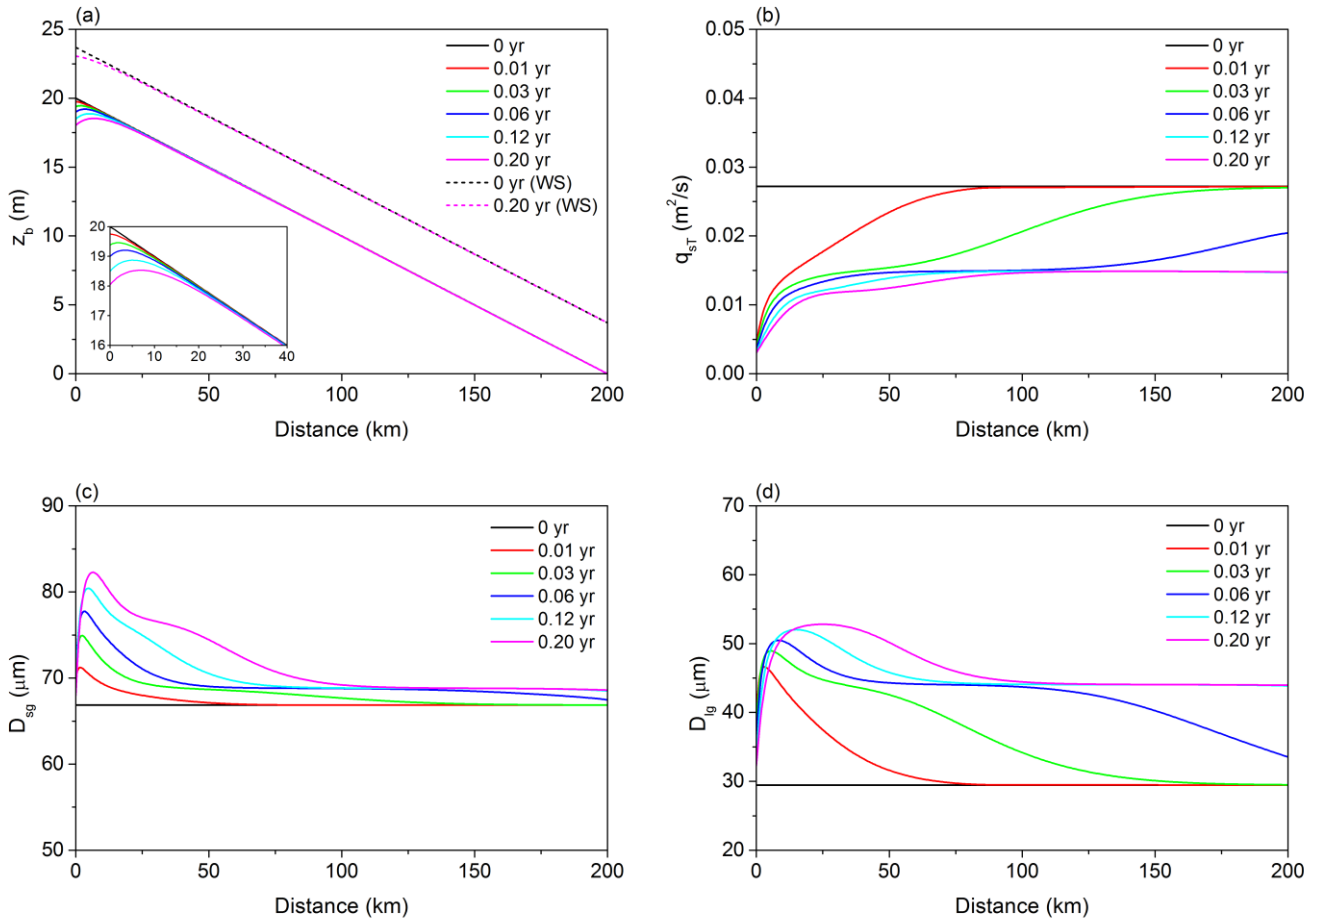 (a)
z_b (m)
25
20
15
10
5
0
0 yr
0.01 yr
0.03 yr
0.06 yr
0.12 yr
0.20 yr
0 yr (WS)
0.20 yr (WS)
20
19
18
17
16
0 10 20 30 40
0 50 100 150 200
Distance (km)
(b)
q_sT (m²/s)
0.05
0.04
0.03
0.02
0.01
0.00
0 yr
0.01 yr
0.03 yr
0.06 yr
0.12 yr
0.20 yr
0 50 100 150 200
Distance (km)
(c)
D_sg (μm)
90
80
70
60
50
0 yr
0.01 yr
0.03 yr
0.06 yr
0.12 yr
0.20 yr
0 50 100 150 200
Distance (km)
(d)
D_lg (μm)
70
60
50
40
30
20
0 yr
0.01 yr
0.03 yr
0.06 yr
0.12 yr
0.20 yr
0 50 100 150 200
Distance (km)